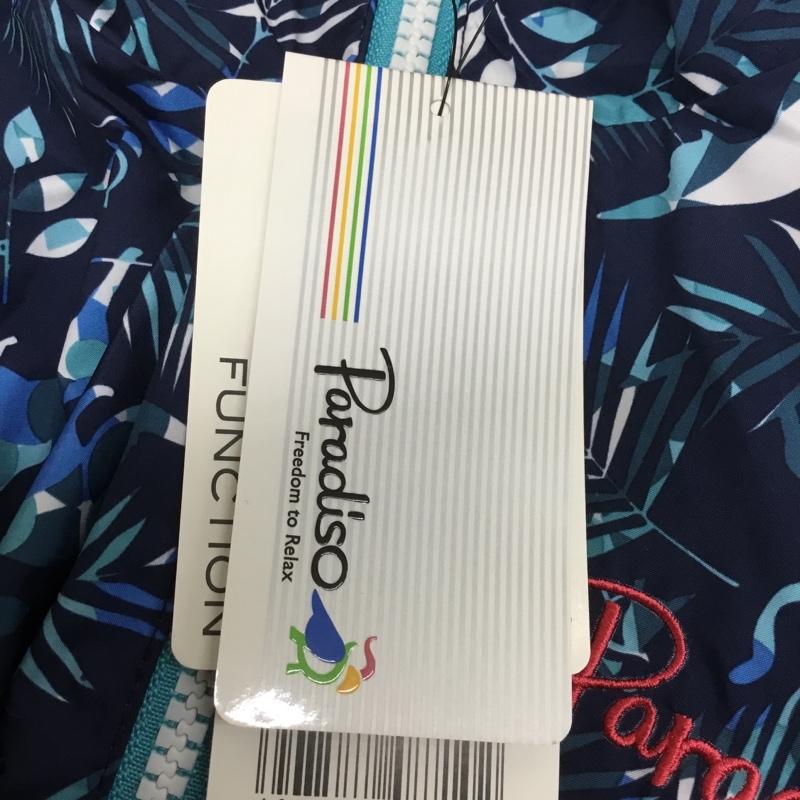 Paradiso
Freedom to Relax
FUNCTION